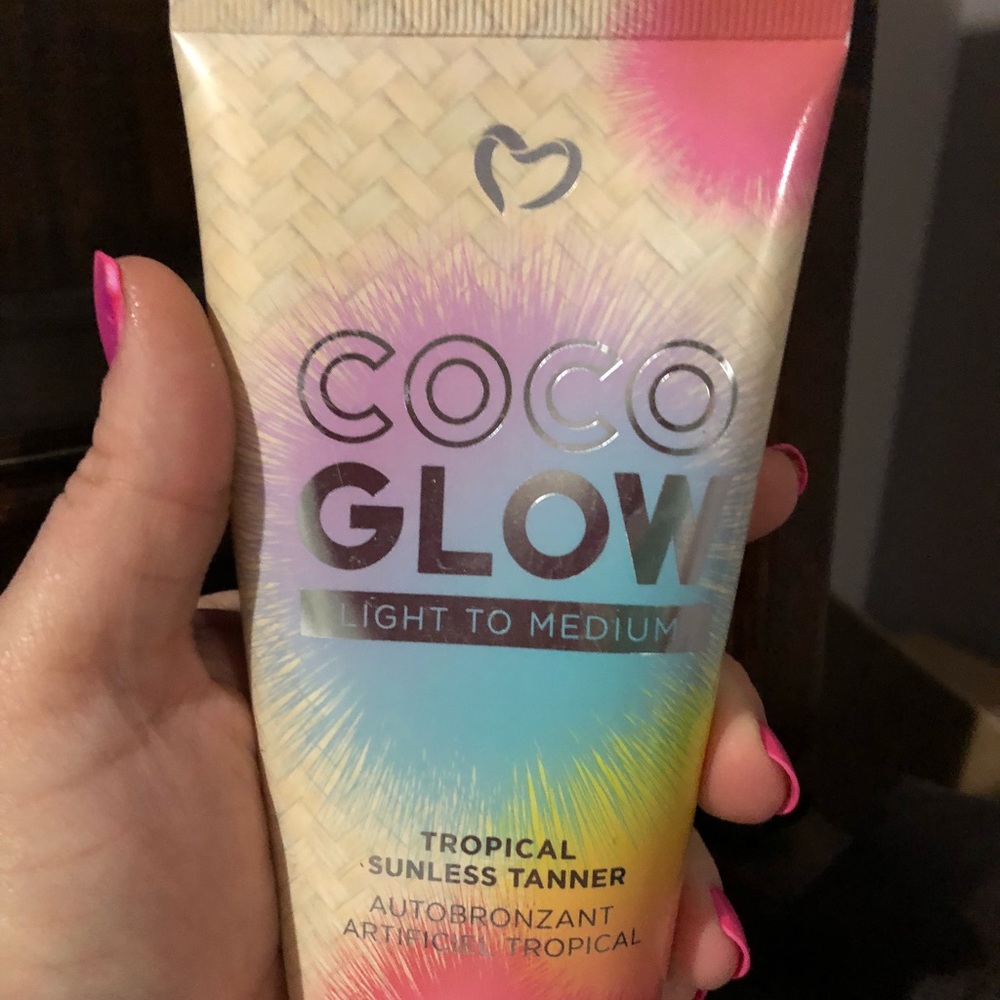 COCO
GLOW
LIGHT TO MEDIUM
TROPICAL
SUNLESS TANNER
AUTOBRONZANT
ARTIFICIEL TROPICAL